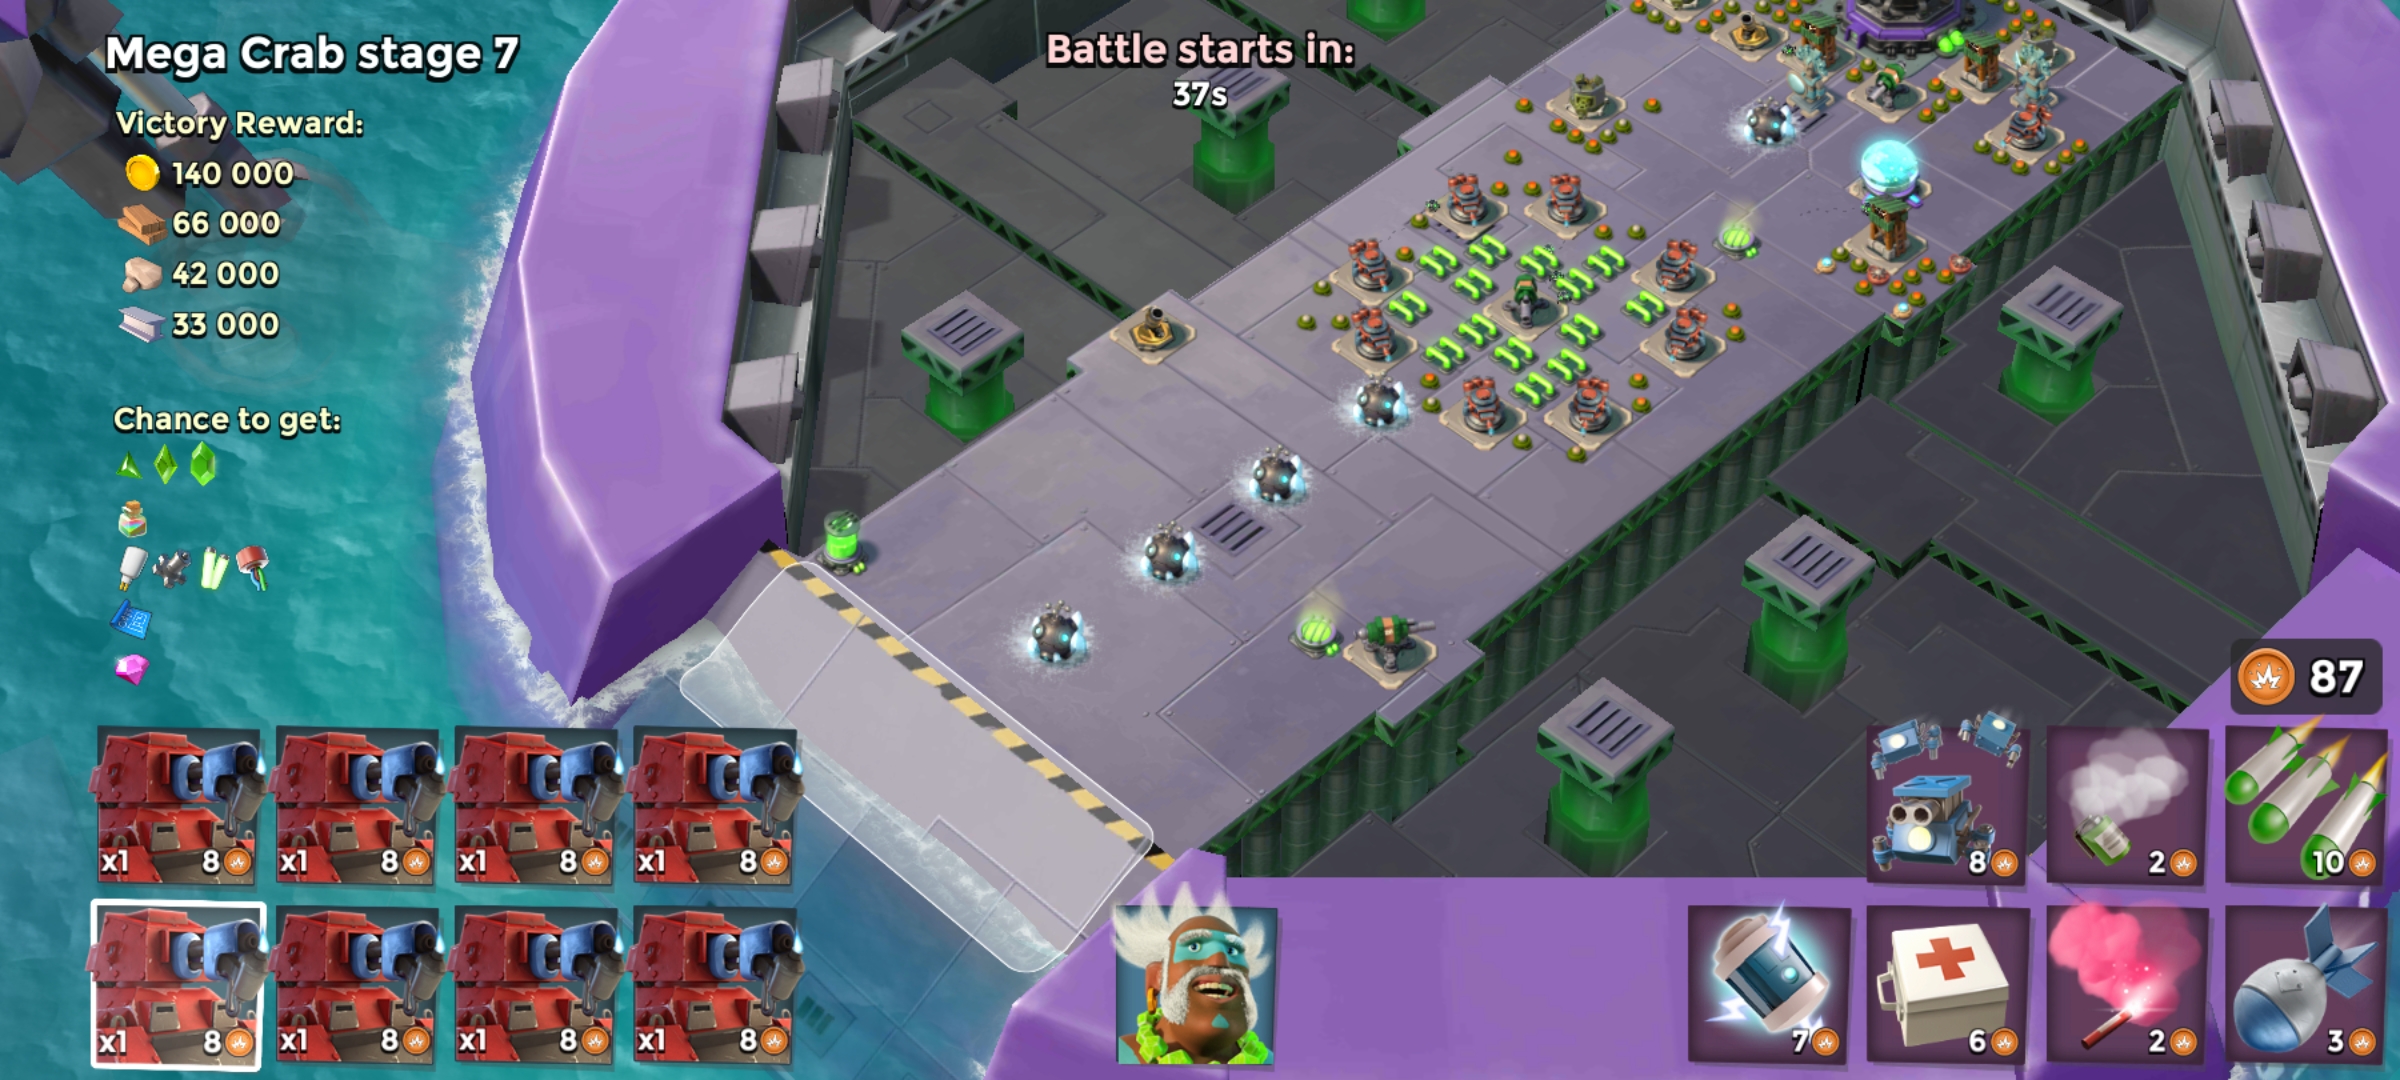 Mega Crab stage 7
Victory Reward:
140 000
66 000
42 000
33 000
Chance to get:
Battle starts in:
37s
87
x1 8
x1 8
x1 8
x1 8
x1 8
x1 8
x1 8
x1 8
8
2
10
7
6
2
3